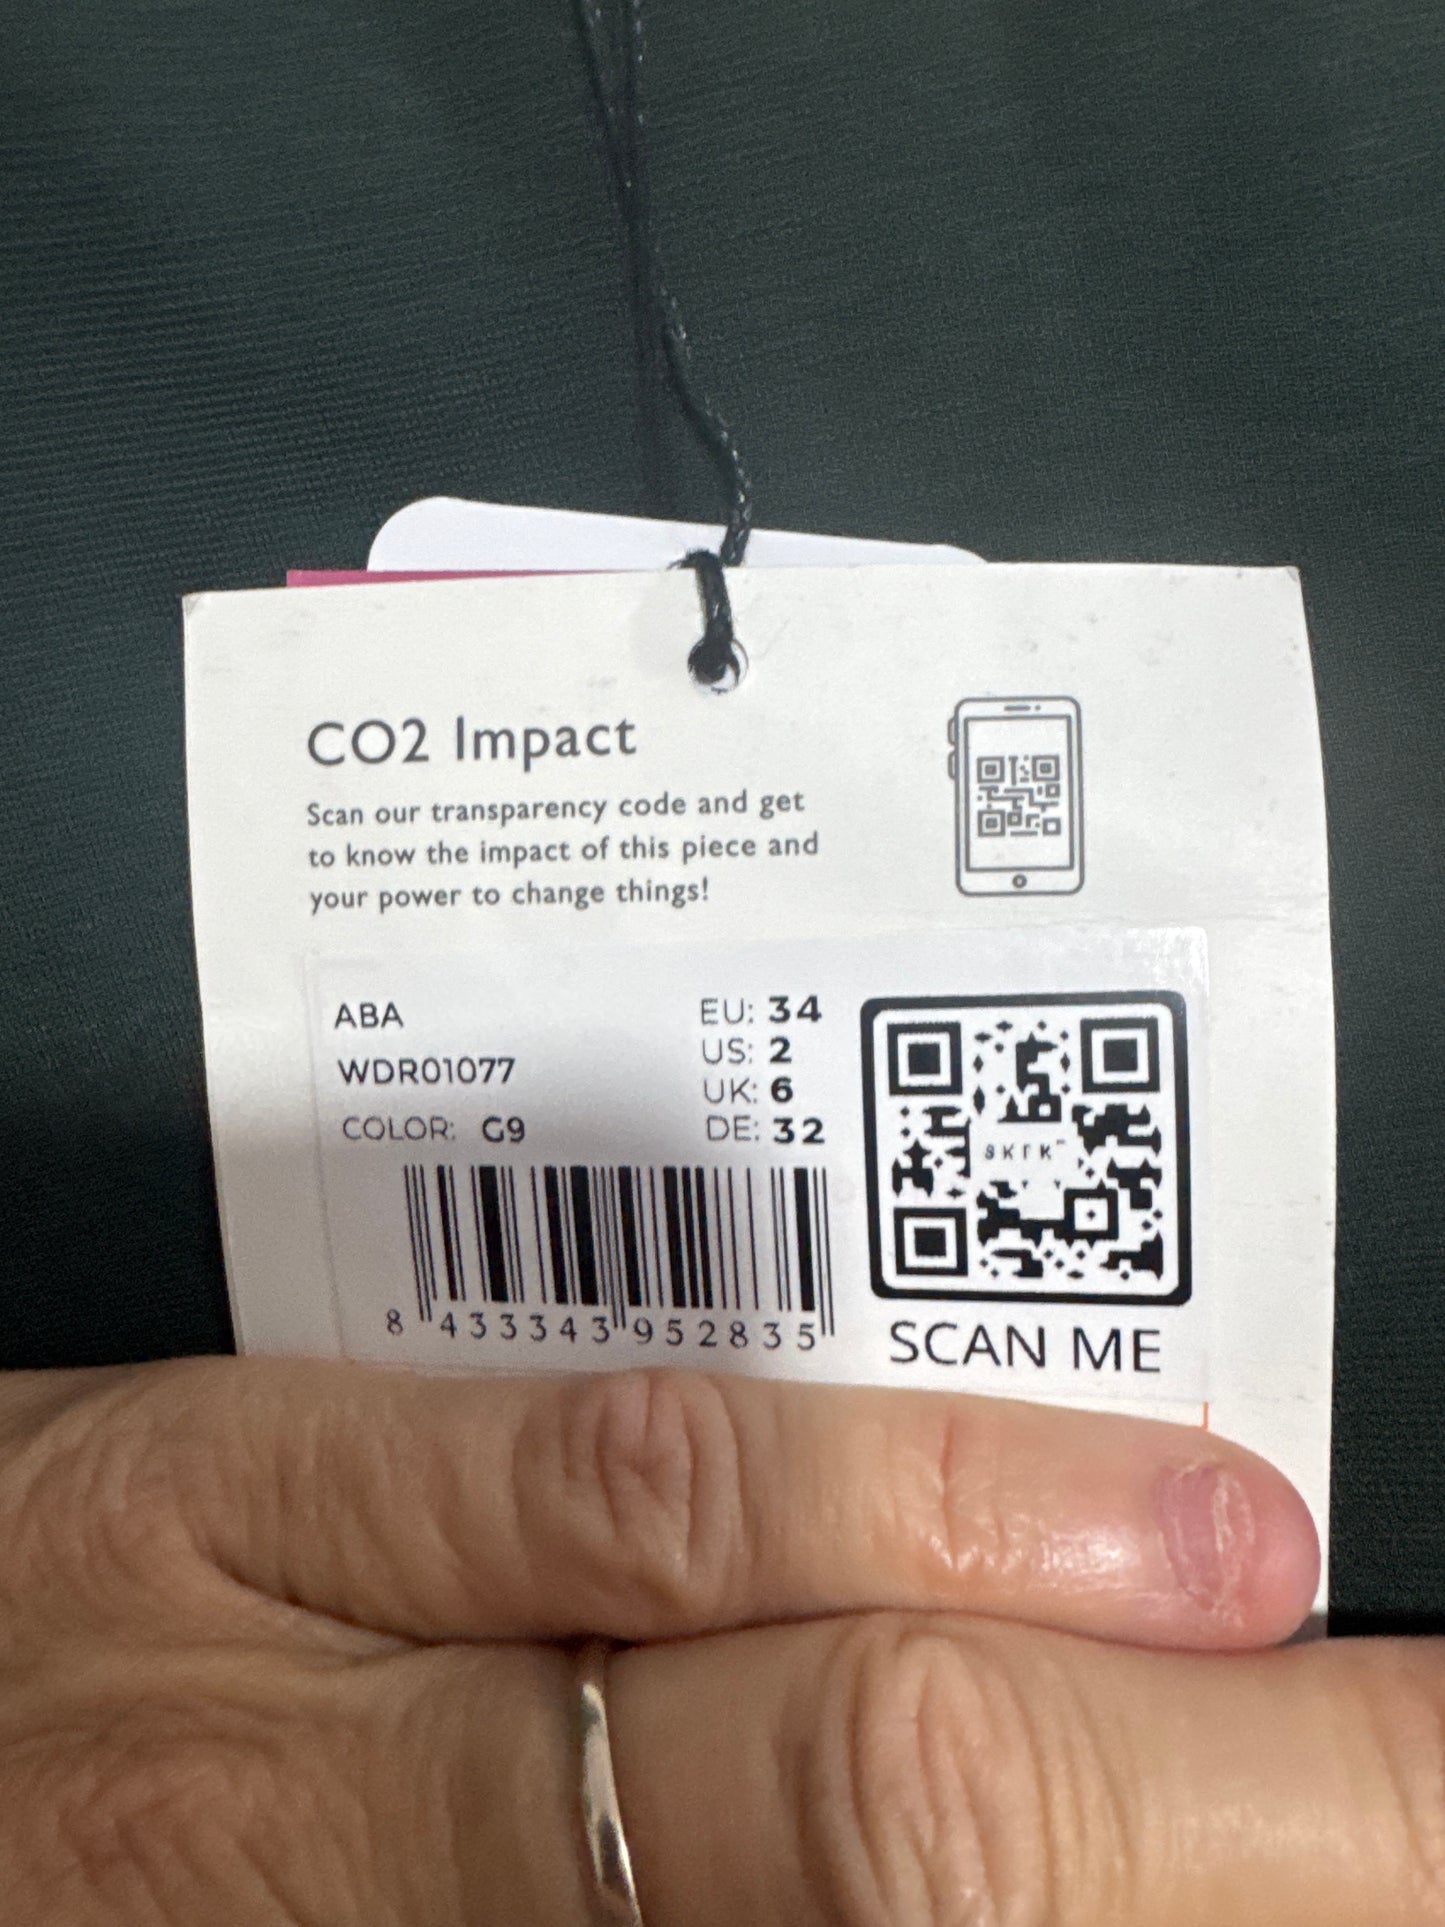 CO2 Impact
Scan our transparency code and get
to know the impact of this piece and
your power to change things!
ABA
WDR01077
COLOR: G9
EU: 34
US: 2
UK: 6
DE: 32
SKFK™
8 433343 952835
SCAN ME